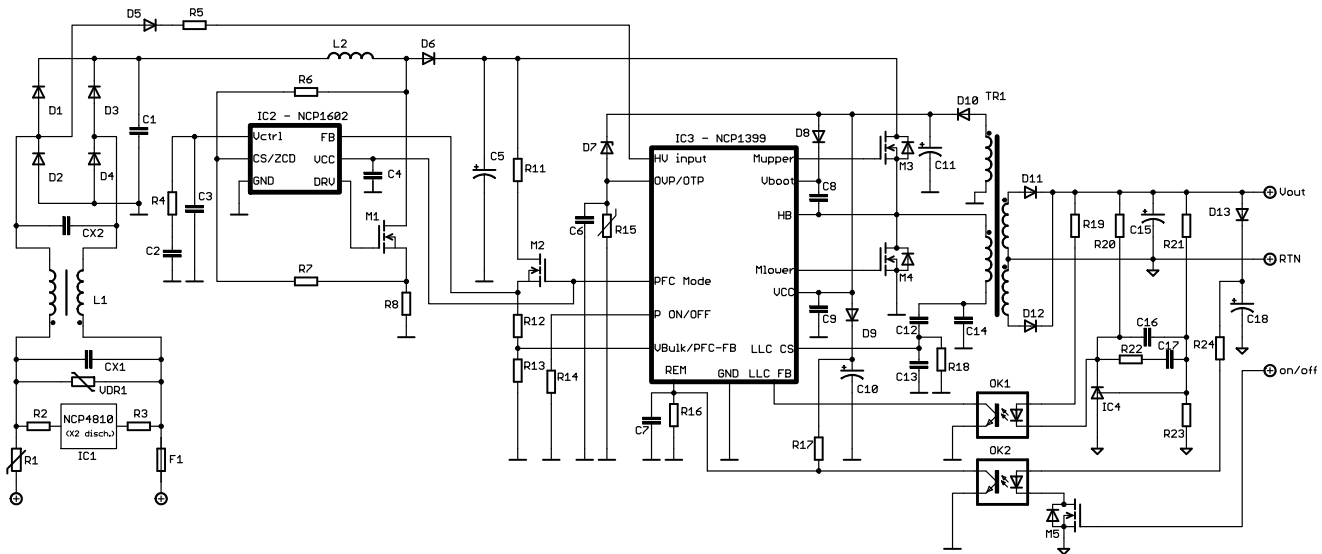 D5
R5
L2
D6
R6
D1
D3
C1
IC2 - NCP1602
Vctrl
FB
CS/ZCD
VCC
GND
DRV
C4
D2
D4
R4
C3
C2
CX2
M1
R7
R8
L1
CX1
VDR1
R2
NCP4810
(X2 disch.)
R3
IC1
R1
F1
C5
R11
M2
R12
R13
R14
D7
C6
R15
IC3 - NCP1399
HV input
Mupper
OVP/OTP
Vboot
HB
Mlower
PFC Mode
VCC
P ON/OFF
VBulk/PFC-FB
LLC CS
REM
GND
LLC FB
C7
R16
D8
C8
M3
C11
D10
TR1
M4
C9
D9
C10
C12
C14
C13
R18
R17
D11
D12
R19
R20
C15
R21
D13
Vout
RTN
C16
C17
R22
R24
C18
IC4
R23
on/off
OK1
OK2
M5